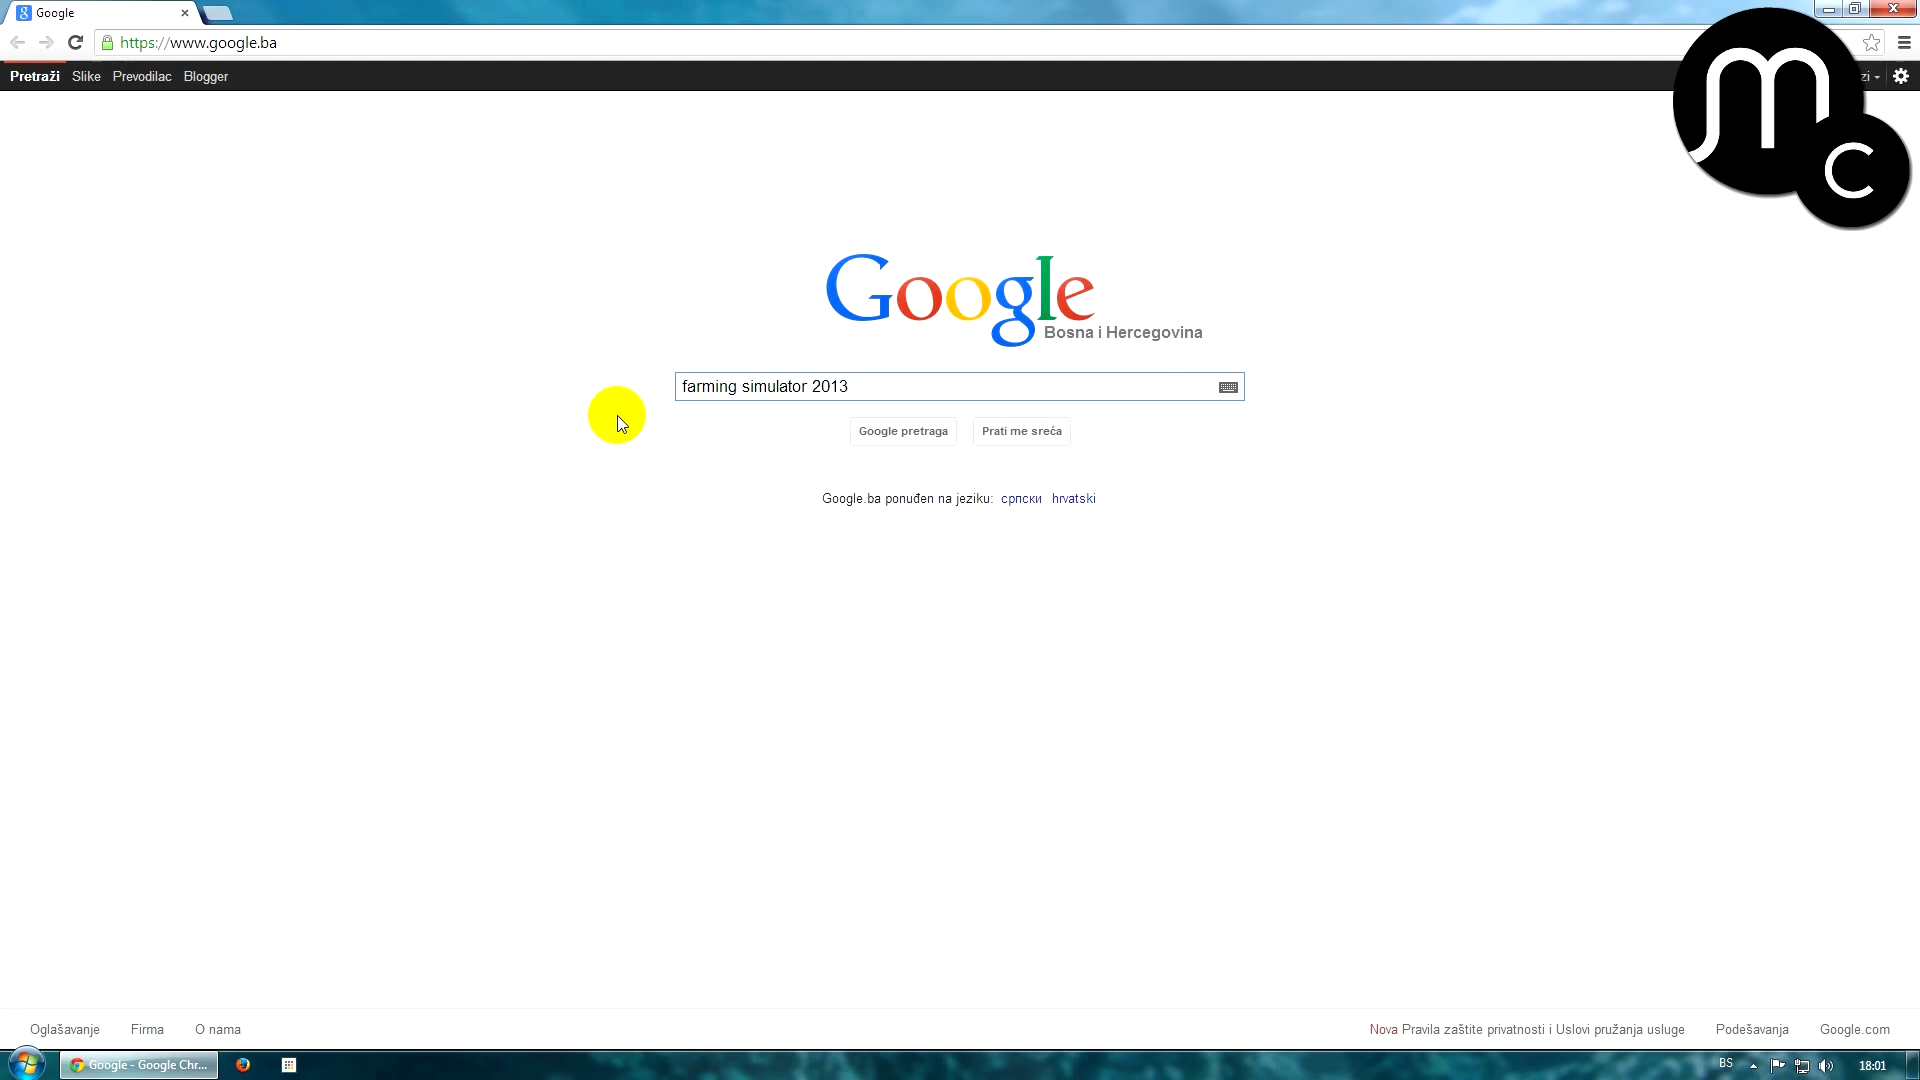 Google
https://www.google.ba
Pretraži Slike Prevodilac Blogger
zi
mc
Google
Bosna i Hercegovina
farming simulator 2013
Google pretraga Prati me sreća
Google.ba ponuđen na jeziku: српски hrvatski
Oglašavanje Firma O nama Nova Pravila zaštite privatnosti i Uslovi pružanja usluge Podešavanja Google.com
Google - Google Chr... BS 18:01